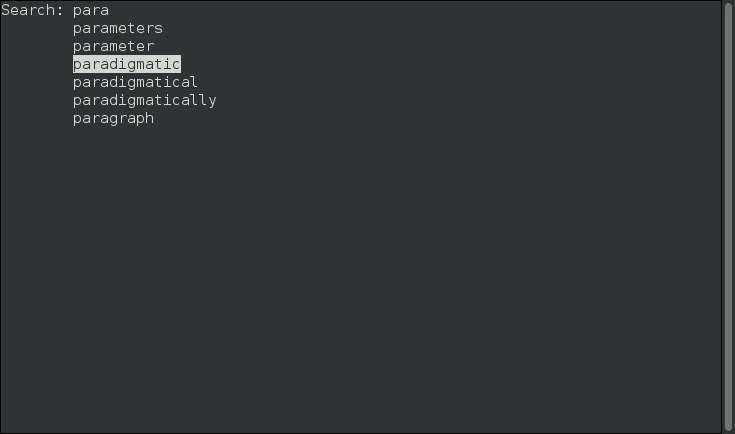 Search: para
parameters
parameter
paradigmatic
paradigmatical
paradigmatically
paragraph